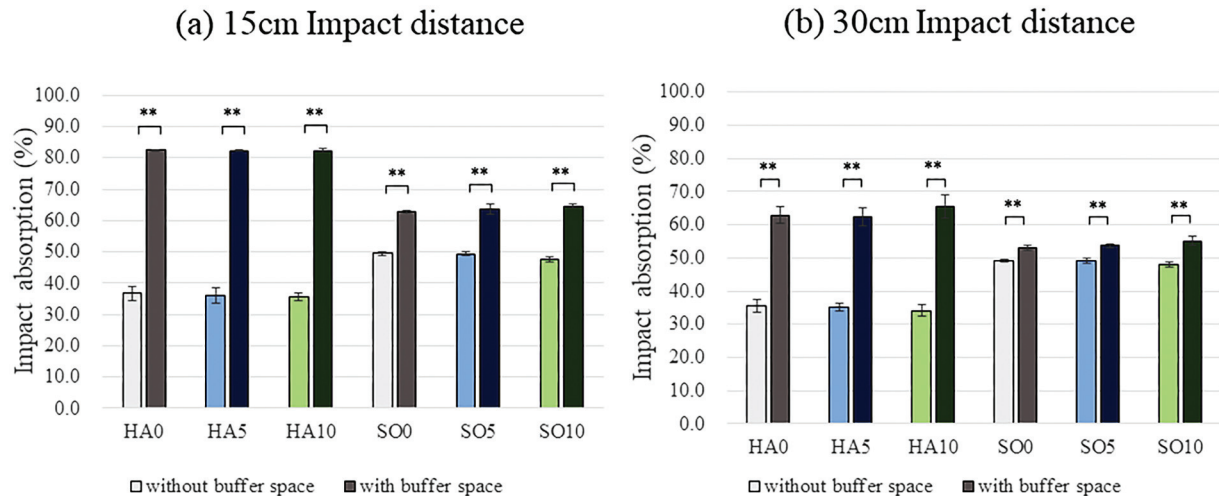 (a) 15cm Impact distance
Impact absorption (%)
100.0
90.0
80.0
70.0
60.0
50.0
40.0
30.0
20.0
10.0
0.0
** ** ** ** ** **
HA0 HA5 HA10 SO0 SO5 SO10
without buffer space with buffer space
(b) 30cm Impact distance
Impact absorption (%)
100.0
90.0
80.0
70.0
60.0
50.0
40.0
30.0
20.0
10.0
0.0
** ** ** ** ** **
HA0 HA5 HA10 SO0 SO5 SO10
without buffer space with buffer space